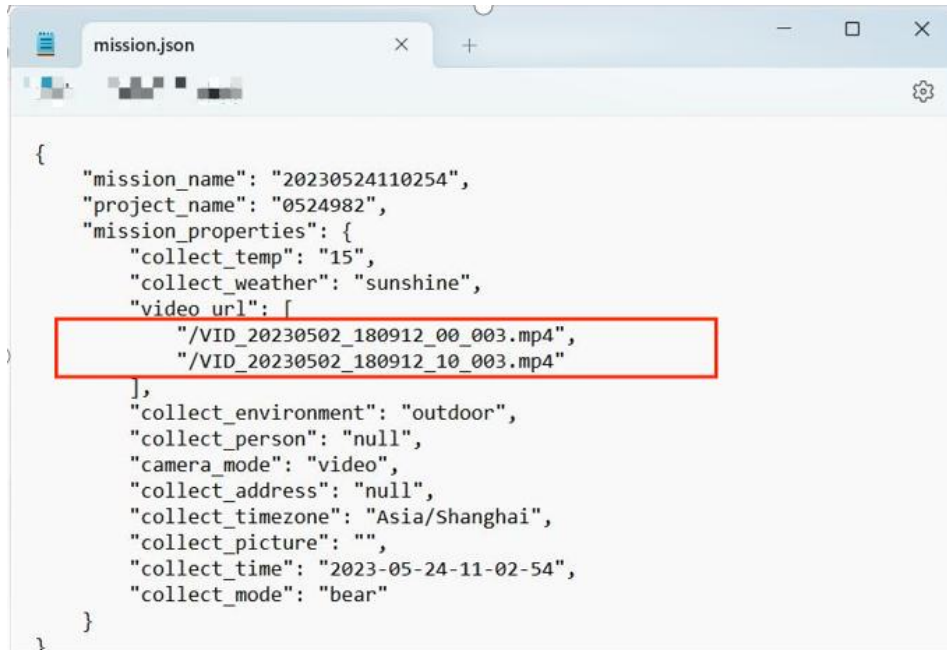 mission.json
{
"mission_name": "20230524110254",
"project_name": "0524982",
"mission_properties": {
"collect_temp": "15",
"collect_weather": "sunshine",
"video_url": [
"/VID_20230502_180912_00_003.mp4",
"/VID_20230502_180912_10_003.mp4"
],
"collect_environment": "outdoor",
"collect_person": "null",
"camera_mode": "video",
"collect_address": "null",
"collect_timezone": "Asia/Shanghai",
"collect_picture": "",
"collect_time": "2023-05-24-11-02-54",
"collect_mode": "bear"
}
}